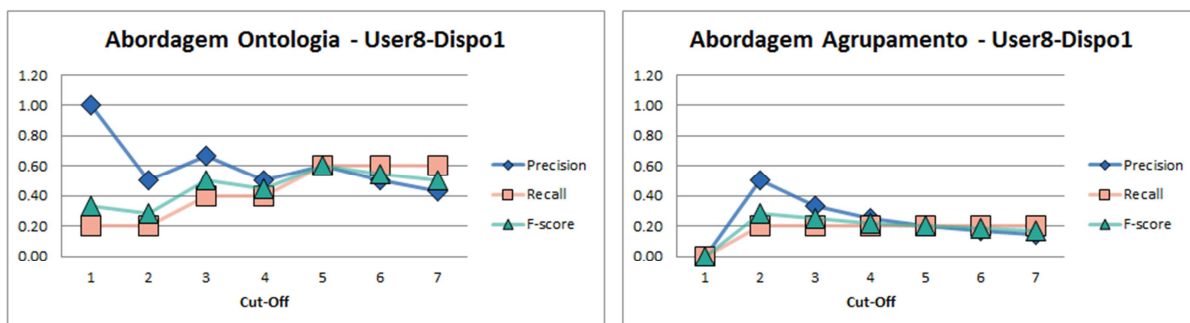 Abordagem Ontologia - User8-Dispo1
1.20
1.00
0.80
0.60
0.40
0.20
0.00
1 2 3 4 5 6 7
Cut-Off
Precision
Recall
F-score
Abordagem Agrupamento - User8-Dispo1
1.20
1.00
0.80
0.60
0.40
0.20
0.00
1 2 3 4 5 6 7
Cut-Off
Precision
Recall
F-score